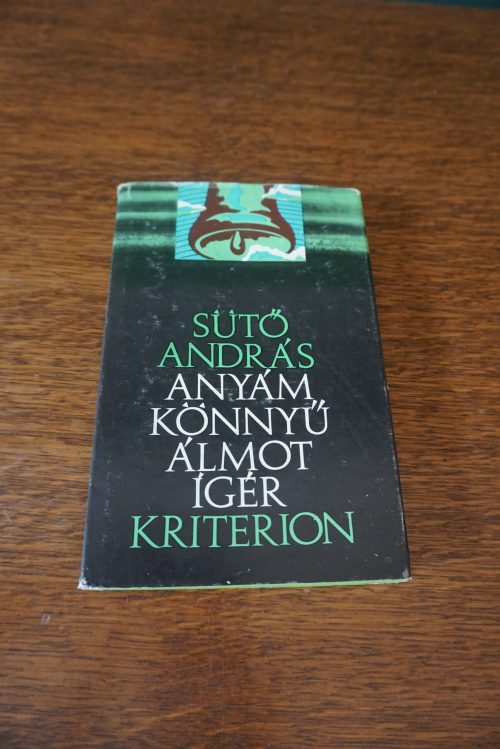 SÜTŐ
ANDRÁS
ANYÁM
KÖNNYŰ
ÁLMOT
ÍGÉR
KRITERION